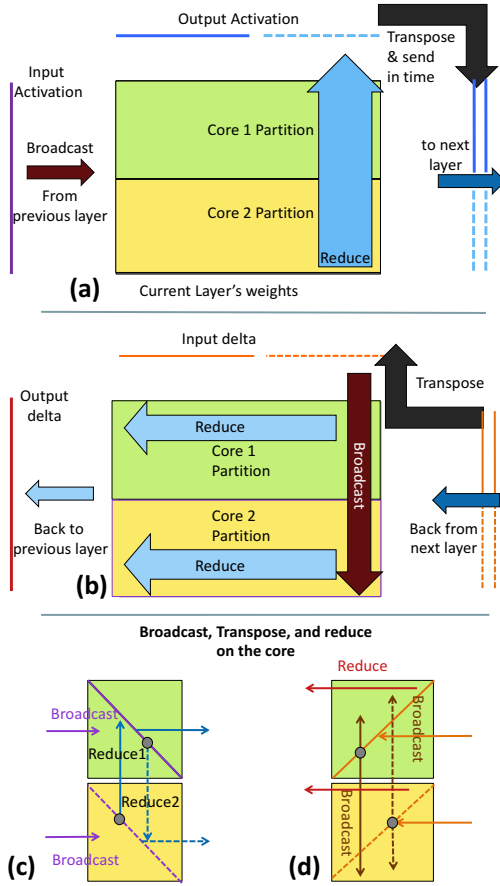 Output Activation
Transpose
& send
in time
Input
Activation
Broadcast
From
previous layer
Core 1 Partition
Core 2 Partition
Reduce
to next
layer
(a)
Current Layer's weights
Input delta
Transpose
Output
delta
Reduce
Core 1
Partition
Broadcast
Core 2
Partition
Reduce
Back to
previous layer
Back from
next layer
(b)
Broadcast, Transpose, and reduce
on the core
Broadcast
Reduce1
Reduce2
Broadcast
(c)
Reduce
Broadcast
Broadcast
(d)